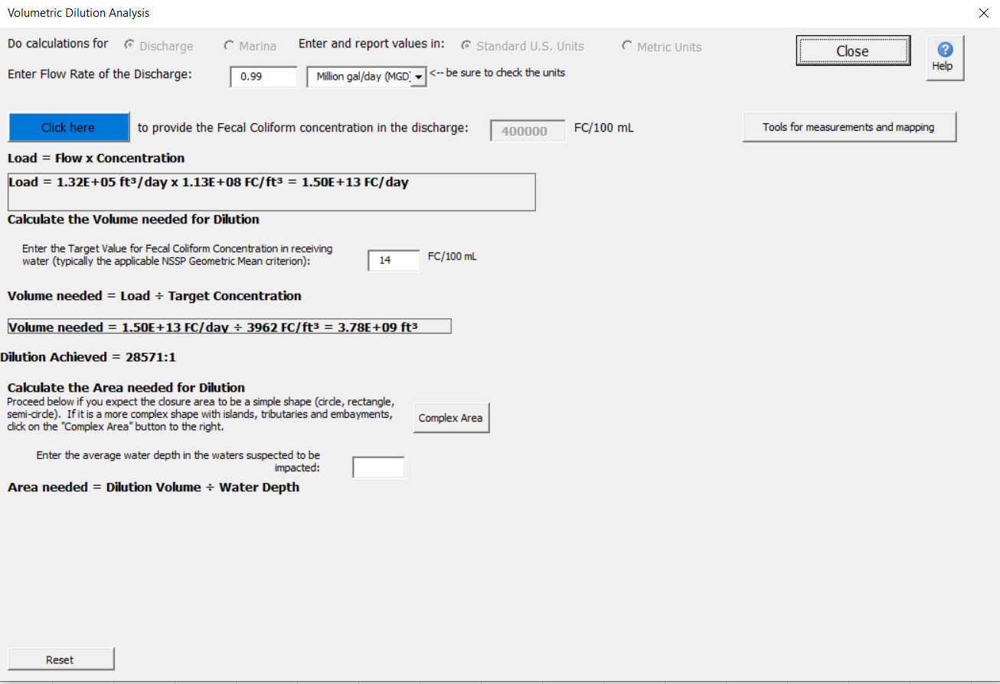 Volumetric Dilution Analysis
Do calculations for Discharge Marina Enter and report values in: Standard U.S. Units Metric Units Close Help
Enter Flow Rate of the Discharge: 0.99 Million gal/day (MGD) <-- be sure to check the units
Click here to provide the Fecal Coliform concentration in the discharge: 400000 FC/100 mL Tools for measurements and mapping
Load = Flow x Concentration
Load = 1.32E+05 ft³/day x 1.13E+08 FC/ft³ = 1.50E+13 FC/day
Calculate the Volume needed for Dilution
Enter the Target Value for Fecal Coliform Concentration in receiving
water (typically the applicable NSSP Geometric Mean criterion): 14 FC/100 mL
Volume needed = Load ÷ Target Concentration
Volume needed = 1.50E+13 FC/day ÷ 3962 FC/ft³ = 3.78E+09 ft³
Dilution Achieved = 28571:1
Calculate the Area needed for Dilution
Proceed below if you expect the closure area to be a simple shape (circle, rectangle,
semi-circle). If it is a more complex shape with islands, tributaries and embayments,
click on the "Complex Area" button to the right.
Complex Area
Enter the average water depth in the waters suspected to be
impacted:
Area needed = Dilution Volume ÷ Water Depth
Reset